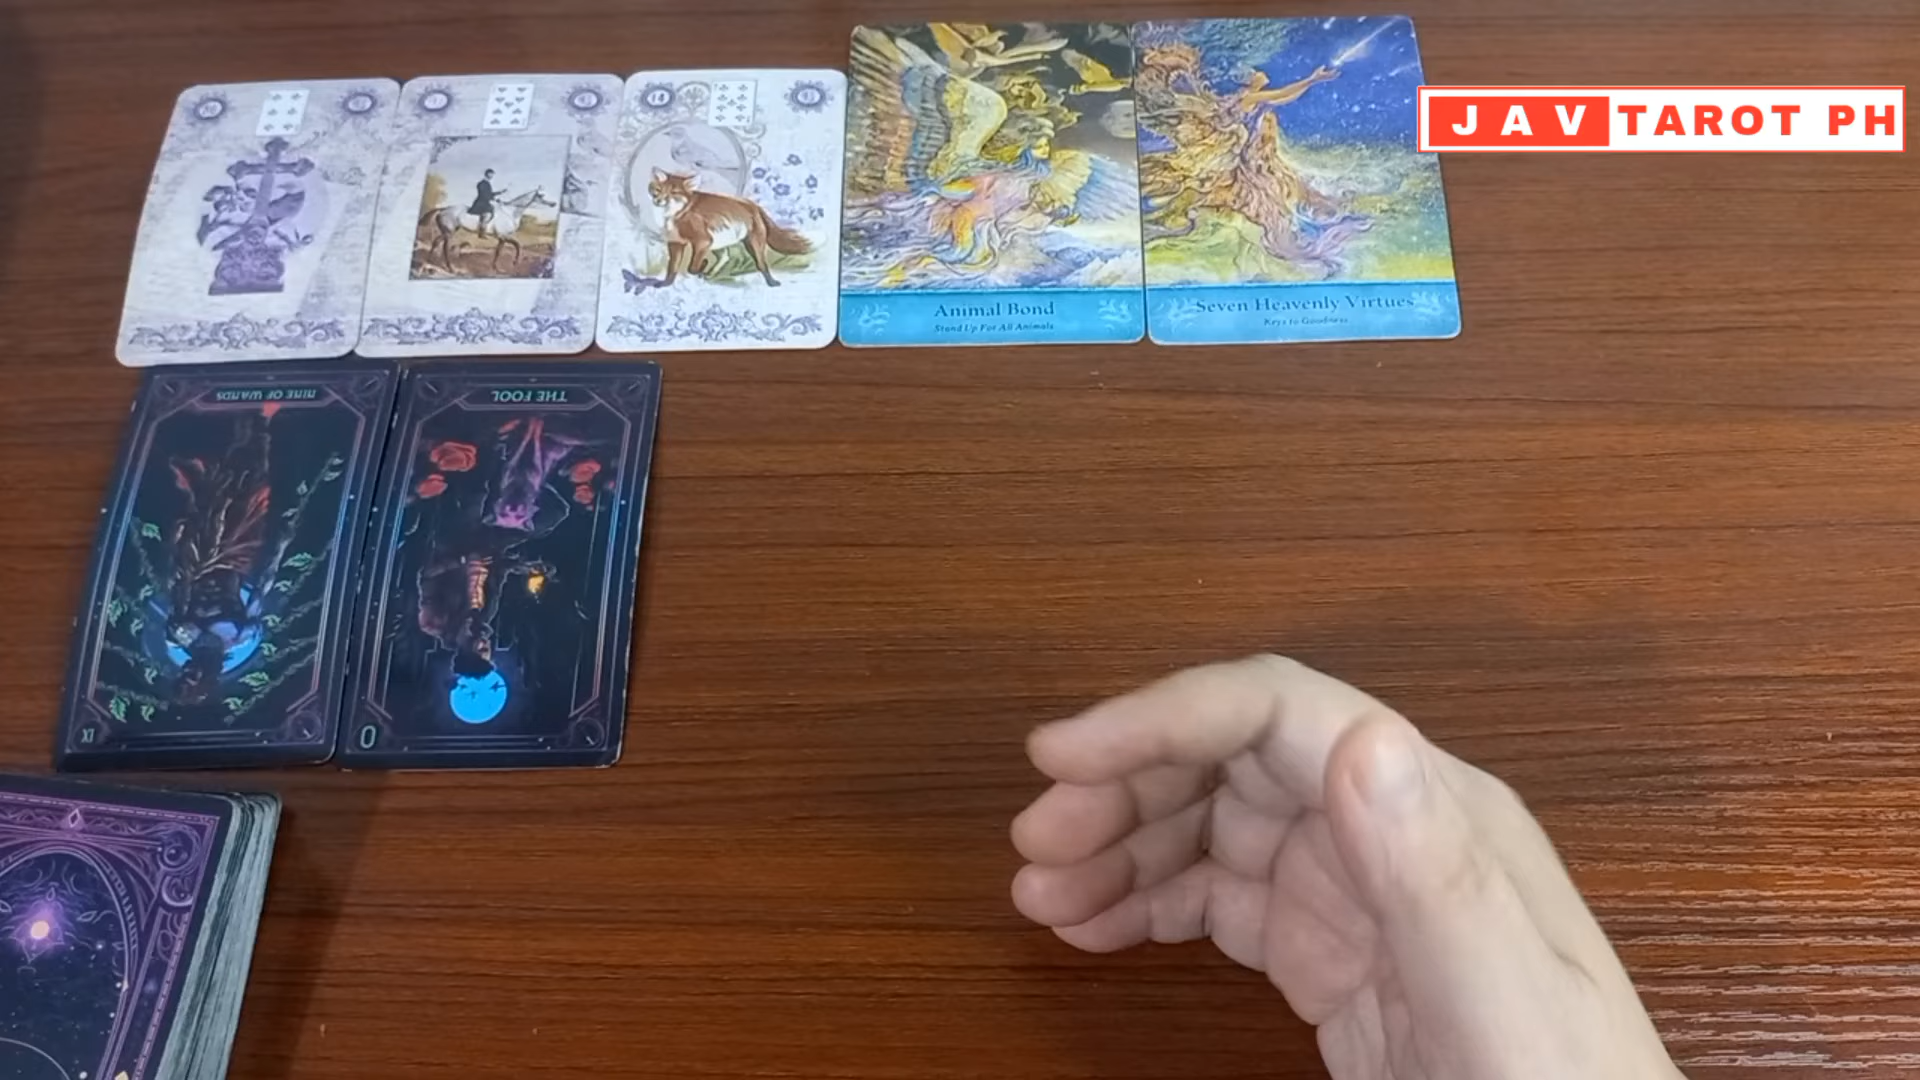 JAV TAROT PH
14
Animal Bond
Stand Up For All Animals
Seven Heavenly Virtues
Keys to Goodness
NINE OF WANDS
THE FOOL
IX
0